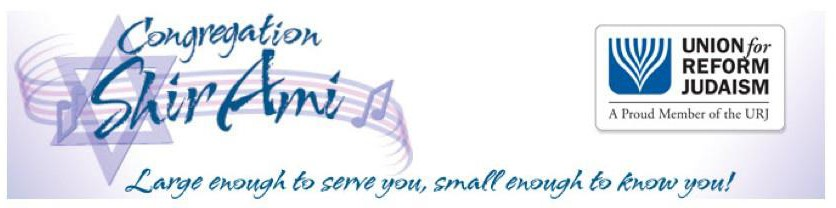 Congregation
Shir Ami
UNION for
REFORM
JUDAISM
A Proud Member of the URJ
Large enough to serve you, small enough to know you!